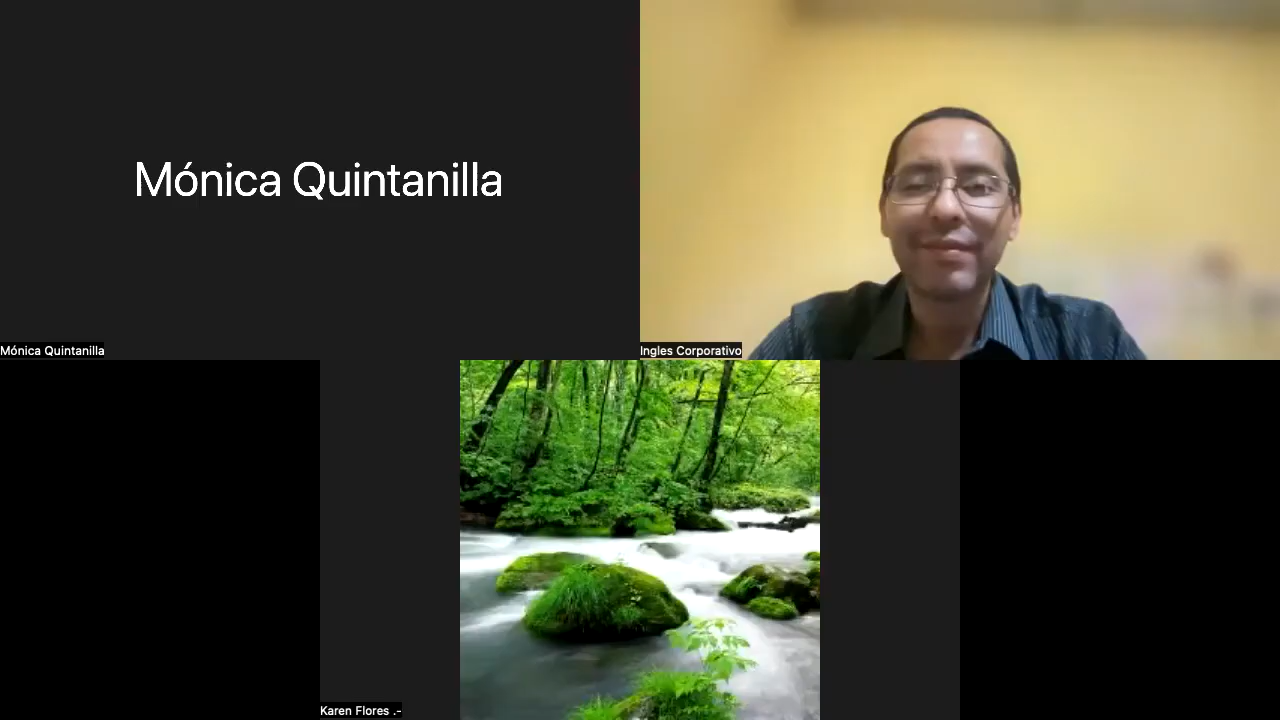 Mónica Quintanilla
Mónica Quintanilla
Ingles Corporativo
Karen Flores .-